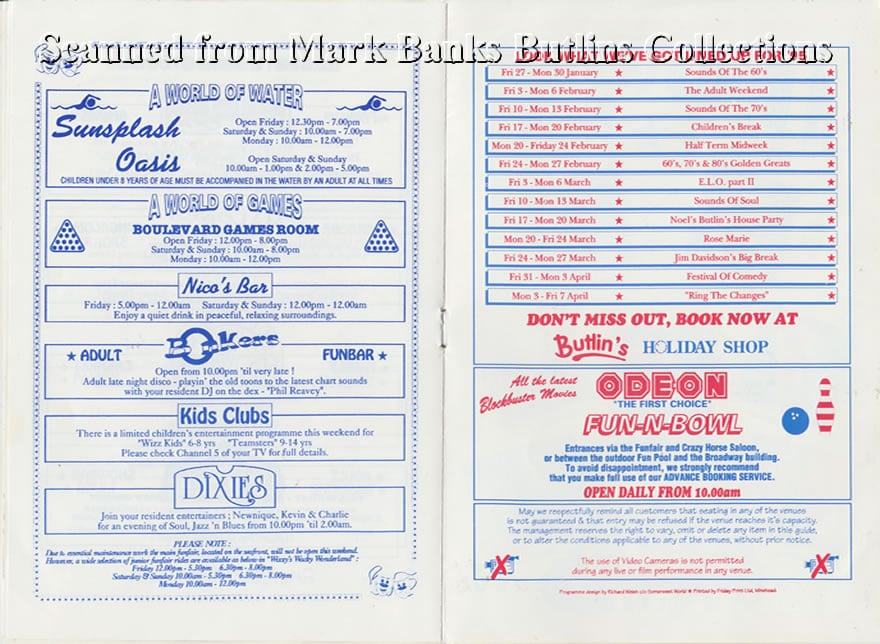 Scanned from Mark Banks Butlins Collections
A WORLD OF WATER
Sunsplash
Oasis
Open Friday : 12.30pm - 7.00pm
Saturday & Sunday : 10.00am - 7.00pm
Monday : 10.00am - 12.00pm
Open Saturday & Sunday
10.00am - 1.00pm & 2.00pm - 5.00pm
CHILDREN UNDER 8 YEARS OF AGE MUST BE ACCOMPANIED IN THE WATER BY AN ADULT AT ALL TIMES
A WORLD OF GAMES
BOULEVARD GAMES ROOM
Open Friday : 12.00pm - 8.00pm
Saturday & Sunday : 10.00am - 8.00pm
Monday : 10.00am - 12.00pm
Nico's Bar
Friday : 5.00pm - 12.00am Saturday & Sunday : 12.00pm - 12.00am
Enjoy a quiet drink in peaceful, relaxing surroundings.
★ ADULT BOnkers FUNBAR ★
Open from 10.00pm 'til very late !
Adult late night disco - playin' the old toons to the latest chart sounds
with your resident DJ on the dex - "Phil Reavey".
Kids Clubs
There is a limited children's entertainment programme this weekend for
"Wizz Kids" 6-8 yrs "Teamsters" 9-14 yrs
Please check Channel 5 of your TV for full details.
DIXIES
Join your resident entertainers ; Newnique, Kevin & Charlie
for an evening of Soul, Jazz 'n Blues from 10.00pm 'til 2.00am.
PLEASE NOTE :
Due to essential maintenance work the main funfair, located on the seafront, will not be open this weekend.
However, a wide selection of junior funfair rides are available as below in "Wizzy's Wacky Wonderland" :
Friday 12.00pm - 5.30pm 6.30pm - 8.00pm
Saturday & Sunday 10.00am - 5.30pm 6.30pm - 8.00pm
Monday 10.00am - 12.00pm
LOOK WHAT WE'VE GOT LINED UP FOR '95
Fri 27 - Mon 30 January ★ Sounds Of The 60's ★
Fri 3 - Mon 6 February ★ The Adult Weekend ★
Fri 10 - Mon 13 February ★ Sounds Of The 70's ★
Fri 17 - Mon 20 February ★ Children's Break ★
Mon 20 - Friday 24 February ★ Half Term Midweek ★
Fri 24 - Mon 27 February ★ 60's, 70's & 80's Golden Greats ★
Fri 3 - Mon 6 March ★ E.L.O. part II ★
Fri 10 - Mon 13 March ★ Sounds Of Soul ★
Fri 17 - Mon 20 March ★ Noel's Butlin's House Party ★
Mon 20 - Fri 24 March ★ Rose Marie ★
Fri 24 - Mon 27 March ★ Jim Davidson's Big Break ★
Fri 31 - Mon 3 April ★ Festival Of Comedy ★
Mon 3 - Fri 7 April ★ "Ring The Changes" ★
DON'T MISS OUT, BOOK NOW AT
Butlin's HOLIDAY SHOP
All the latest
Blockbuster Movies
ODEON
"THE FIRST CHOICE"
FUN-N-BOWL
Entrances via the Funfair and Crazy Horse Saloon,
or between the outdoor Fun Pool and the Broadway building.
To avoid disappointment, we strongly recommend
that you make full use of our ADVANCE BOOKING SERVICE.
OPEN DAILY FROM 10.00am
May we respectfully remind all customers that seating in any of the venues
is not guaranteed & that entry may be refused if the venue reaches it's capacity.
The management reserves the right to vary, omit or delete any item in this guide,
or to alter the conditions applicable to any of the venues, without prior notice.
The use of Video Cameras is not permitted
during any live or film performance in any venue.
Programme design by Richard Welsh c/o Somerwest World ★ Printed by Friday Print Ltd, Minehead.